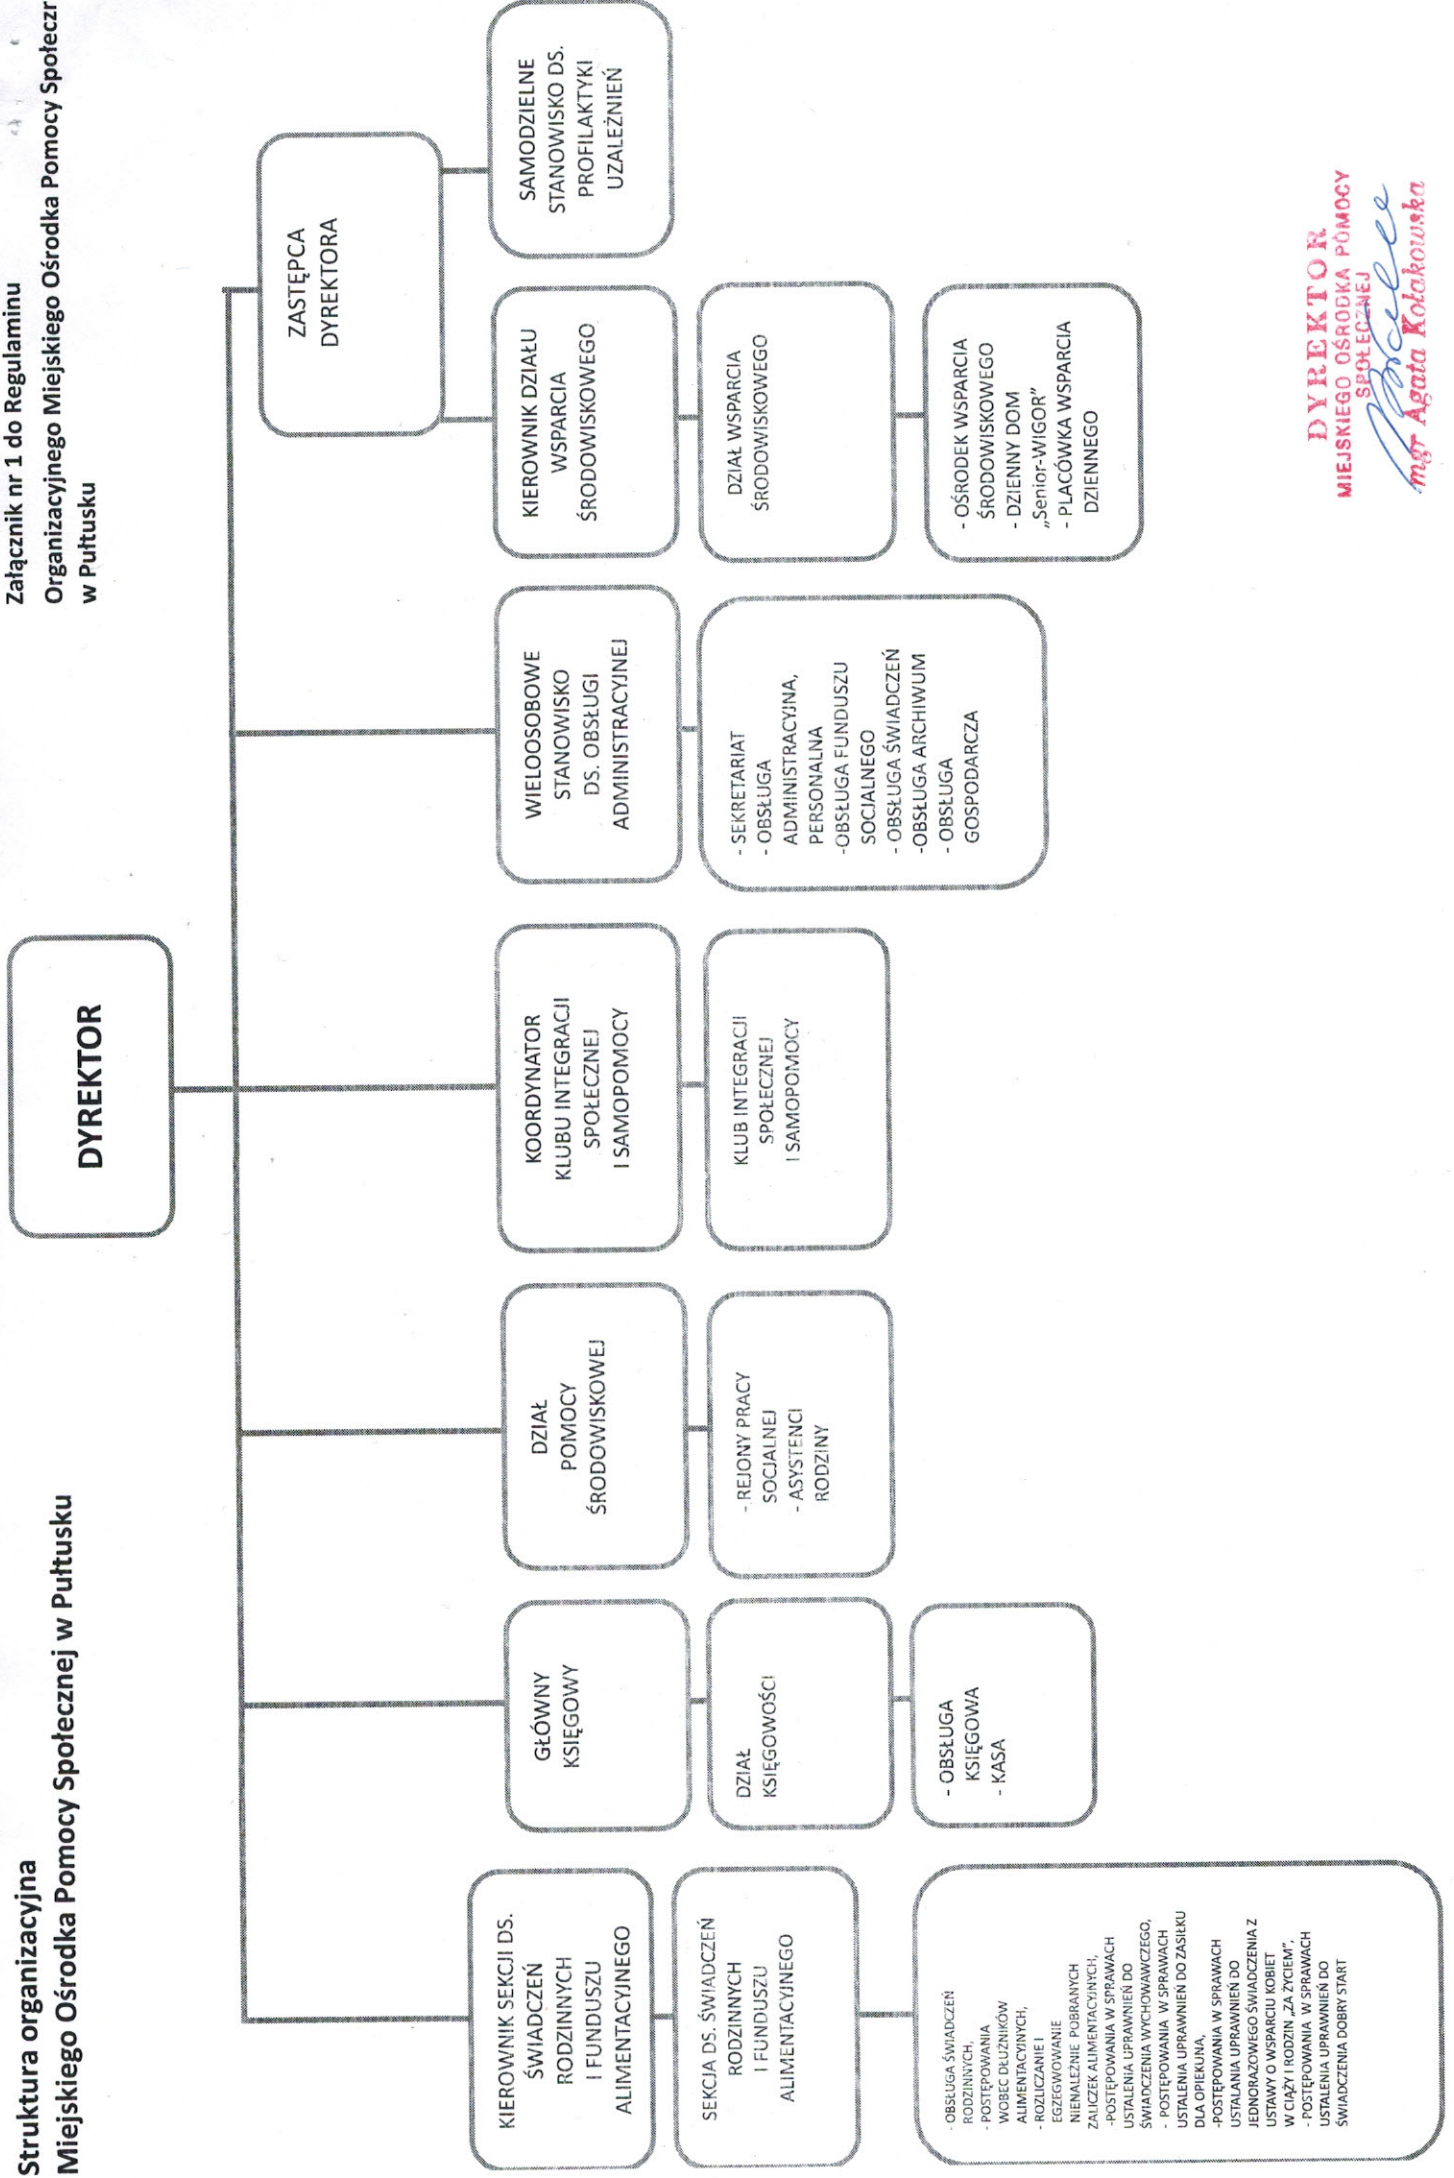 Struktura organizacyjna
Miejskiego Ośrodka Pomocy Społecznej w Pułtusku
Załącznik nr 1 do Regulaminu
Organizacyjnego Miejskiego Ośrodka Pomocy
w Pułtusku
DYREKTOR
ZASTĘPCA
DYREKTORA
KIEROWNIK SEKCJI DS.
ŚWIADCZEŃ
RODZINNYCH
I FUNDUSZU
ALIMENTACYJNEGO
SEKCJA DS. ŚWIADCZEŃ
RODZINNYCH
I FUNDUSZU
ALIMENTACYJNEGO
- OBSŁUGA ŚWIADCZEŃ
RODZINNYCH,
- POSTĘPOWANIA
WOBEC DŁUŻNIKÓW
ALIMENTACYJNYCH,
- ROZLICZANIE I
EGZEGWOWANIE
NIENALEŻNIE POBRANYCH
ZALICZEK ALIMENTACYJNYCH,
-POSTĘPOWANIA W SPRAWACH
USTALENIA UPRAWNIEŃ DO
ŚWIADCZENIA WYCHOWAWCZEGO,
- POSTĘPOWANIA W SPRAWACH
USTALENIA UPRAWNIEŃ DO ZASIŁKU
DLA OPIEKUNA,
-POSTĘPOWANIA W SPRAWACH
USTALANIA UPRAWNIEŃ DO
JEDNORAZOWEGO ŚWIADCZENIA Z
USTAWY O WSPARCIU KOBIET
W CIĄŻY I RODZIN „ZA ŻYCIEM”,
- POSTĘPOWANIA W SPRAWACH
USTALENIA UPRAWNIEŃ DO
ŚWIADCZENIA DOBRY START
GŁÓWNY
KSIĘGOWY
DZIAŁ
KSIĘGOWOŚCI
- OBSŁUGA
KSIĘGOWA
- KASA
DZIAŁ
POMOCY
ŚRODOWISKOWEJ
- REJONY PRACY
SOCJALNEJ
- ASYSTENCI
RODZINY
KOORDYNATOR
KLUBU INTEGRACJI
SPOŁECZNEJ
I SAMOPOMOCY
KLUB INTEGRACJI
SPOŁECZNEJ
I SAMOPOMOCY
WIELOOSOBOWE
STANOWISKO
DS. OBSŁUGI
ADMINISTRACYJNEJ
- SEKRETARIAT
- OBSŁUGA
ADMINISTRACYJNA,
PERSONALNA
-OBSŁUGA FUNDUSZU
SOCJALNEGO
- OBSŁUGA ŚWIADCZEŃ
-OBSŁUGA ARCHIWUM
- OBSŁUGA
GOSPODARCZA
KIEROWNIK DZIAŁU
WSPARCIA
ŚRODOWISKOWEGO
DZIAŁ WSPARCIA
ŚRODOWISKOWEGO
- OŚRODEK WSPARCIA
ŚRODOWISKOWEGO
- DZIENNY DOM
„Senior-WIGOR”
- PLACÓWKA WSPARCIA
DZIENNEGO
SAMODZIELNE
STANOWISKO DS.
PROFILAKTYKI
UZALEŻNIEŃ
DYREKTOR
MIEJSKIEGO OŚRODKA POMOCY
SPOŁECZNEJ
mgr Agata Kołakowska